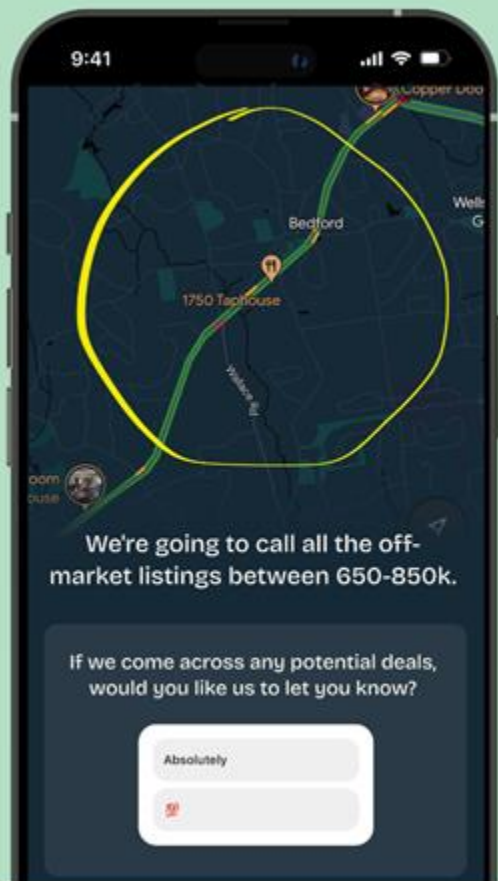 9:41
Copper Doo
Wells
G
Bedford
1750 Taphouse
Wallace Rd
oom
ouse
We're going to call all the off-
market listings between 650-850k.
If we come across any potential deals,
would you like us to let you know?
Absolutely
💯